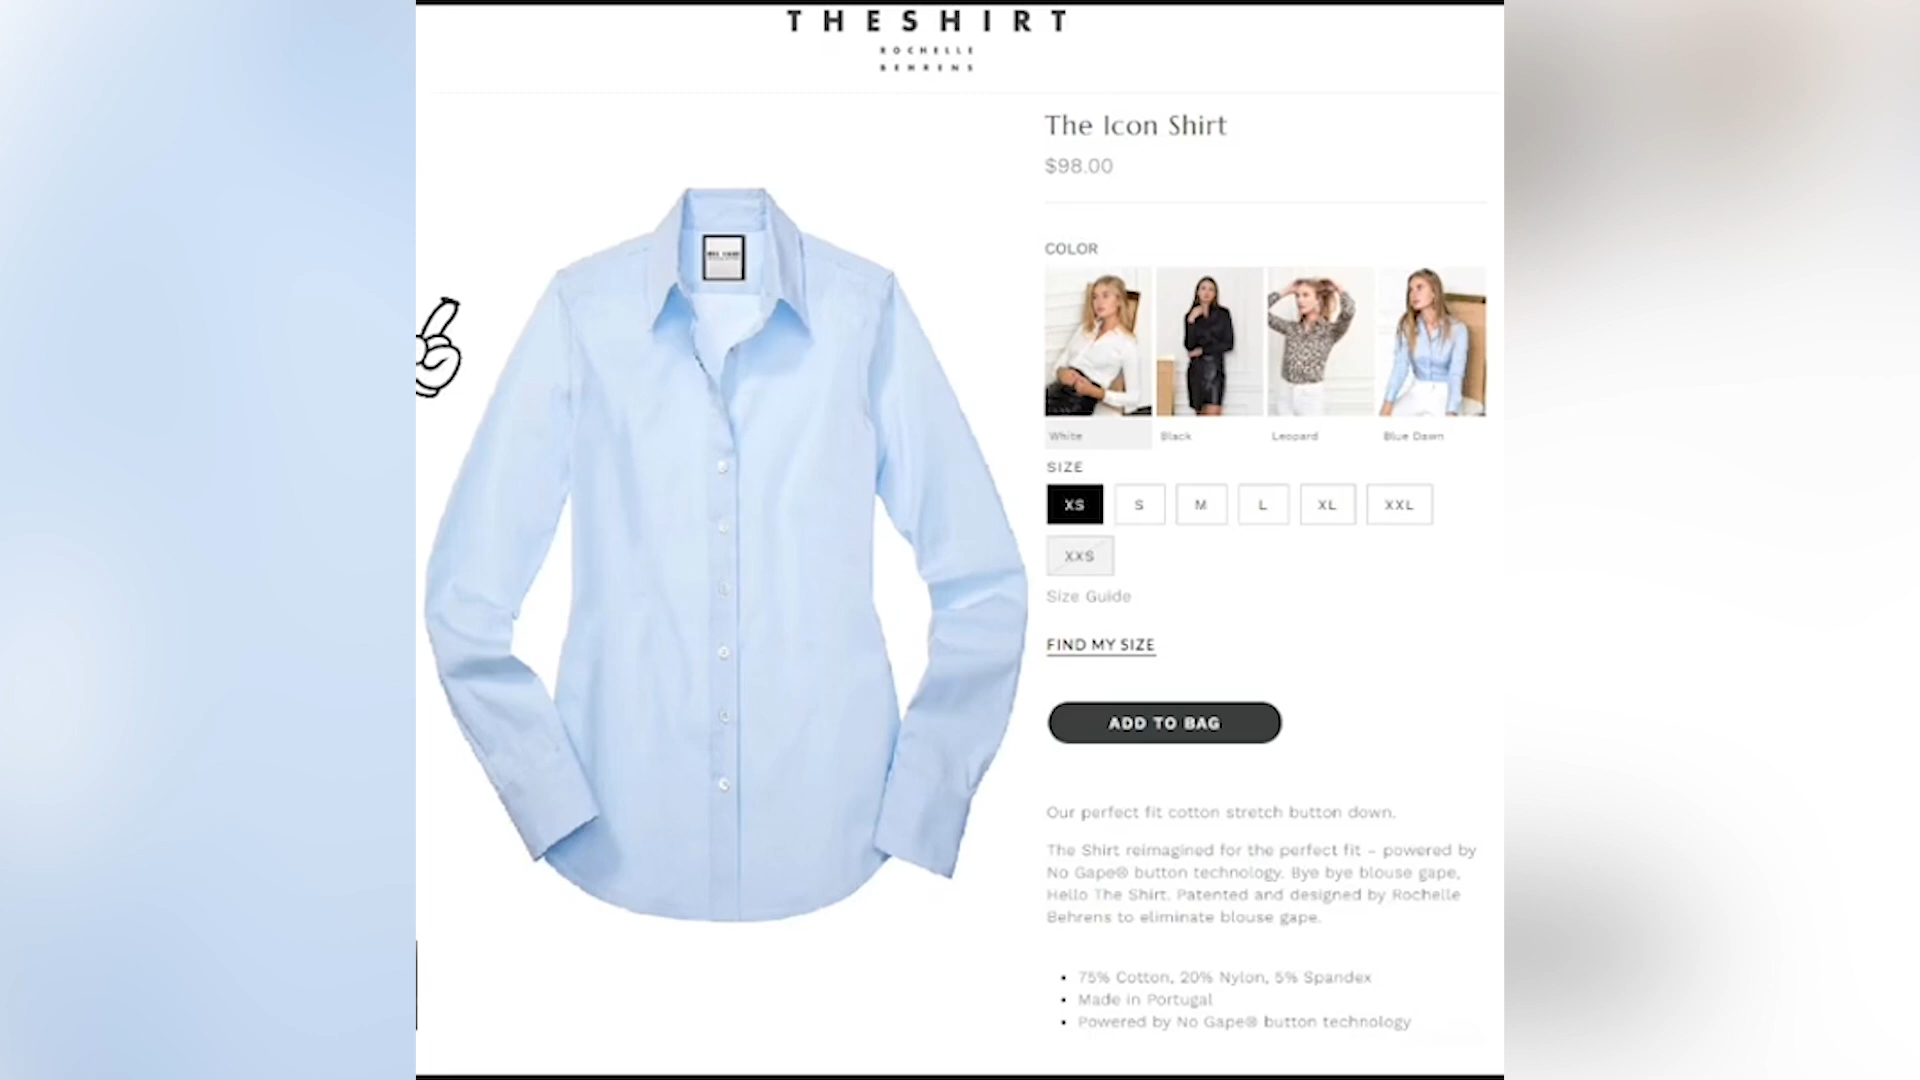 THESHIRT
ROCHELLE
BEHRENS
The Icon Shirt
$98.00
COLOR
White
Black
Leopard
Blue Dawn
SIZE
XS
S
M
L
XL
XXL
XXS
Size Guide
FIND MY SIZE
ADD TO BAG
Our perfect fit cotton stretch button down.
The Shirt reimagined for the perfect fit – powered by
No Gape® button technology. Bye bye blouse gape,
Hello The Shirt. Patented and designed by Rochelle
Behrens to eliminate blouse gape.
▪ 75% Cotton, 20% Nylon, 5% Spandex
▪ Made in Portugal
▪ Powered by No Gape® button technology